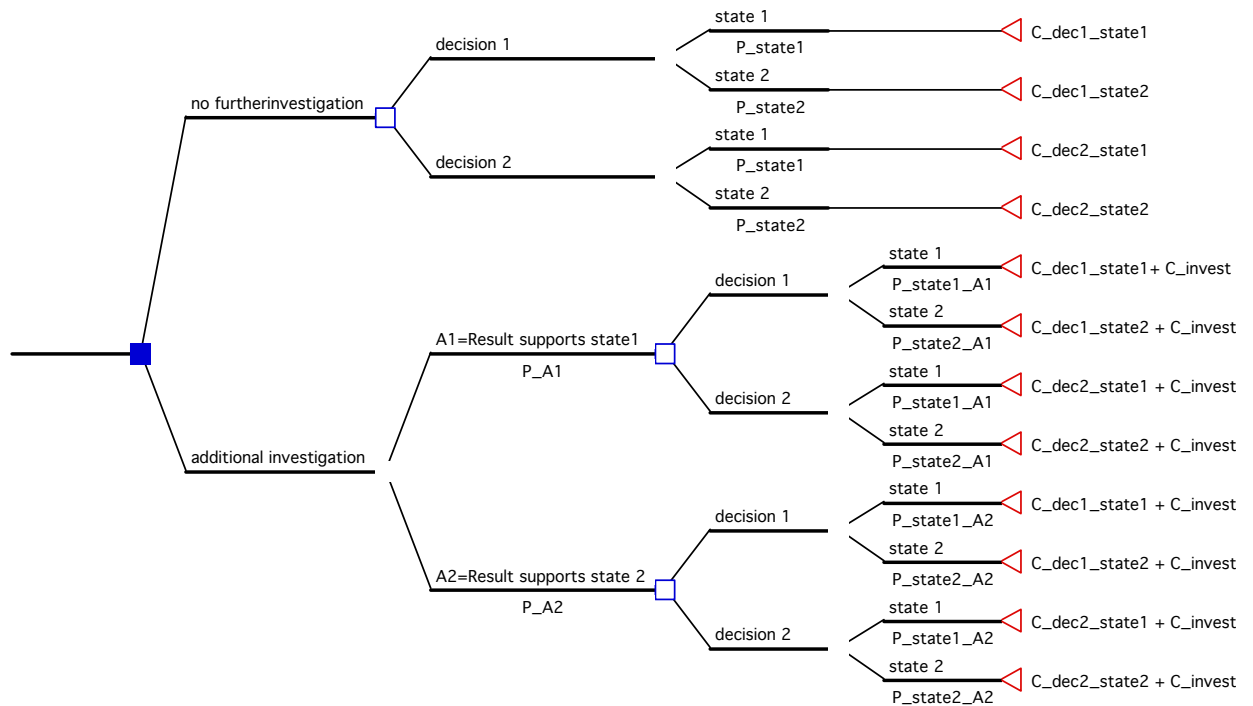 state 1
P_state1
C_dec1_state1
decision 1
state 2
P_state2
C_dec1_state2
no furtherinvestigation
state 1
P_state1
C_dec2_state1
decision 2
state 2
P_state2
C_dec2_state2
state 1
P_state1_A1
C_dec1_state1+ C_invest
decision 1
state 2
P_state2_A1
C_dec1_state2 + C_invest
A1=Result supports state1
P_A1
state 1
P_state1_A1
C_dec2_state1 + C_invest
decision 2
state 2
P_state2_A1
C_dec2_state2 + C_invest
additional investigation
state 1
P_state1_A2
C_dec1_state1 + C_invest
decision 1
state 2
P_state2_A2
C_dec1_state2 + C_invest
A2=Result supports state 2
P_A2
state 1
P_state1_A2
C_dec2_state1 + C_invest
decision 2
state 2
P_state2_A2
C_dec2_state2 + C_invest